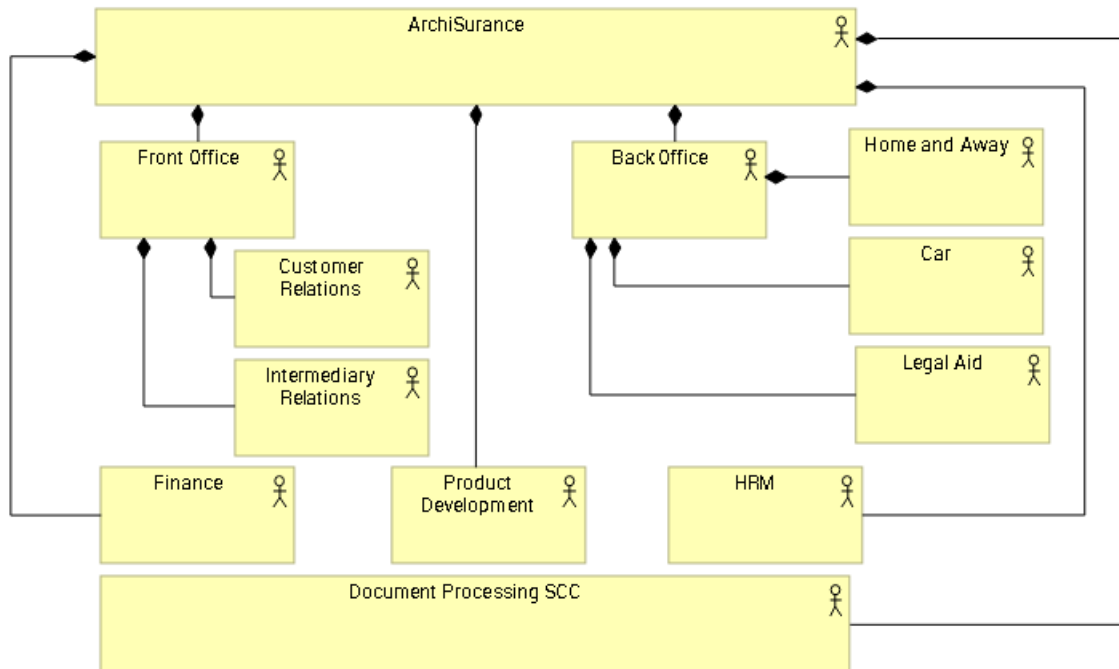 ArchiSurance
Front Office
Back Office
Home and Away
Customer
Relations
Car
Intermediary
Relations
Legal Aid
Finance
Product
Development
HRM
Document Processing SCC